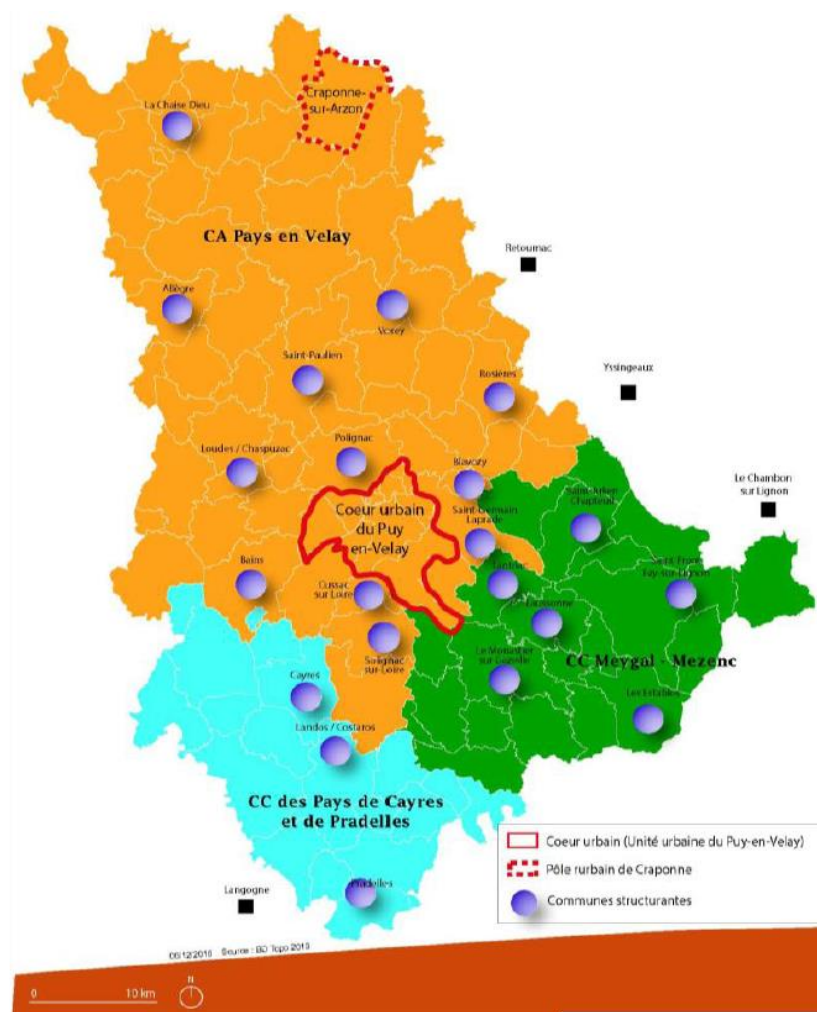 Craponne-
sur-Arzon
La Chaise Dieu
CA Pays en Velay
Retournac
Allègre
Vorey
Saint-Paulien
Rosières
Yssingeaux
Polignac
Loudes / Chaspuzac
Blavozy
Le Chambon
sur Lignon
Saint-Julien
Chapteuil
Coeur urbain
du Puy
en-Velay
Saint-Germain
Laprade
Bains
Lantriac
Saint-Front
Fay-sur-Lignon
Cussac
sur Loire
Laussonne
Solignac
sur-Loire
Le Monastier
sur Gazeille
CC Meygal - Mezenc
Cayres
Les Estables
Landos / Costaros
CC des Pays de Cayres
et de Pradelles
Coeur urbain (Unité urbaine du Puy-en-Velay)
Pôle rurbain de Craponne
Communes structurantes
Langogne
Pradelles
Source : BD Topo
0 10 km
N